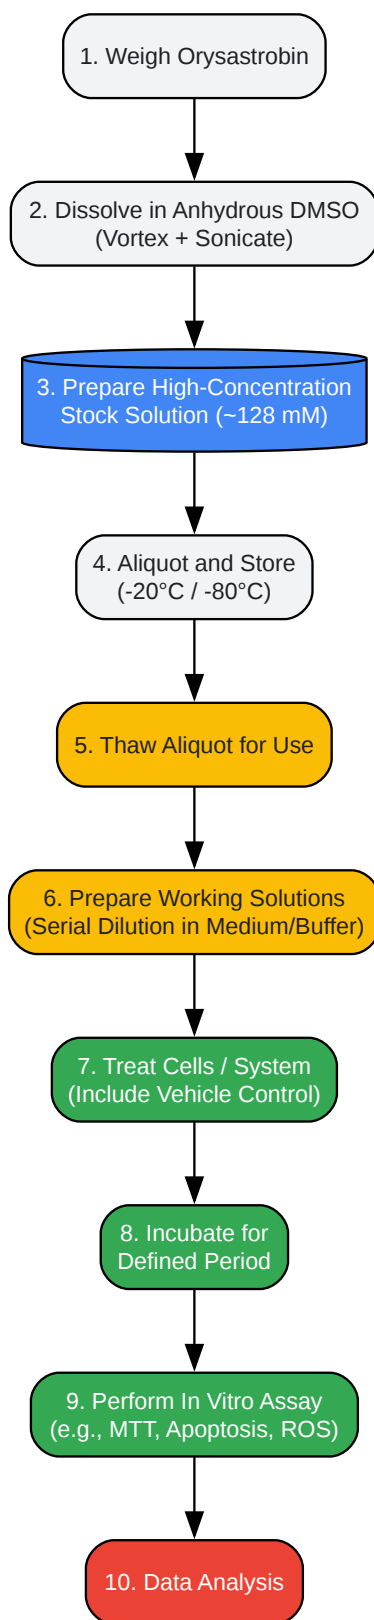 1. Weigh Orysastrobin
2. Dissolve in Anhydrous DMSO
(Vortex + Sonicate)
3. Prepare High-Concentration
Stock Solution (~128 mM)
4. Aliquot and Store
(-20°C / -80°C)
5. Thaw Aliquot for Use
6. Prepare Working Solutions
(Serial Dilution in Medium/Buffer)
7. Treat Cells / System
(Include Vehicle Control)
8. Incubate for
Defined Period
9. Perform In Vitro Assay
(e.g., MTT, Apoptosis, ROS)
10. Data Analysis